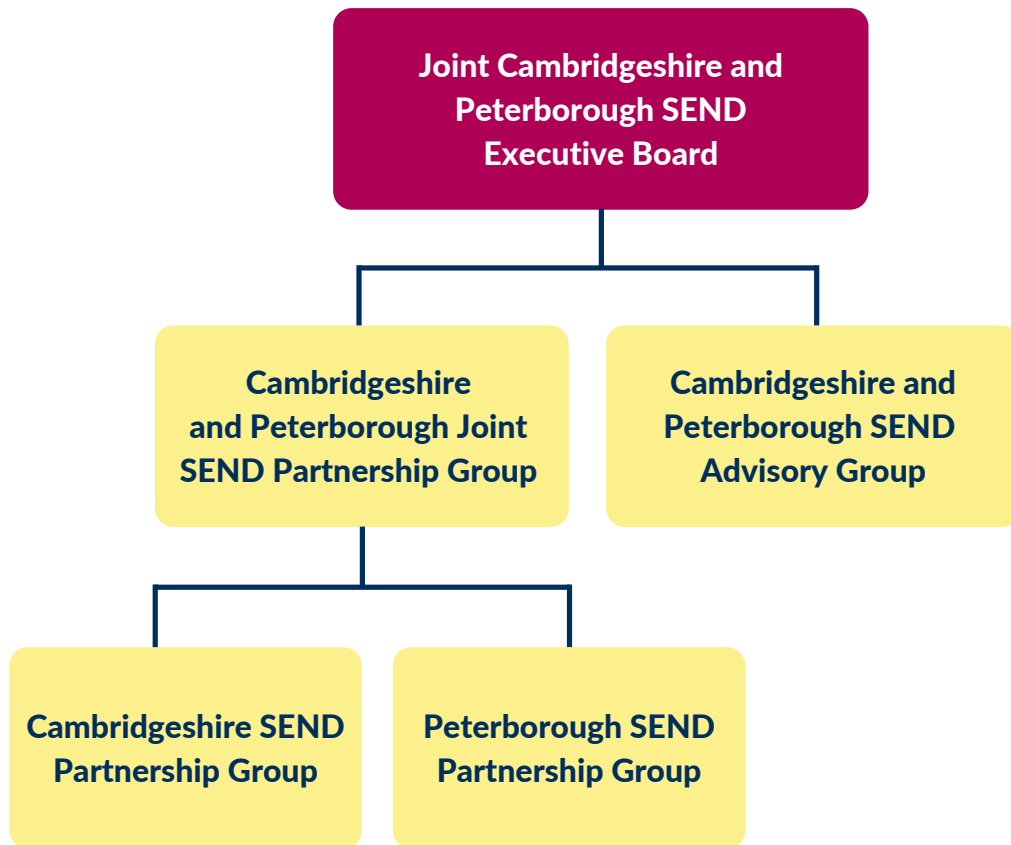 Joint Cambridgeshire and
Peterborough SEND
Executive Board
Cambridgeshire
and Peterborough Joint
SEND Partnership Group
Cambridgeshire and
Peterborough SEND
Advisory Group
Cambridgeshire SEND
Partnership Group
Peterborough SEND
Partnership Group